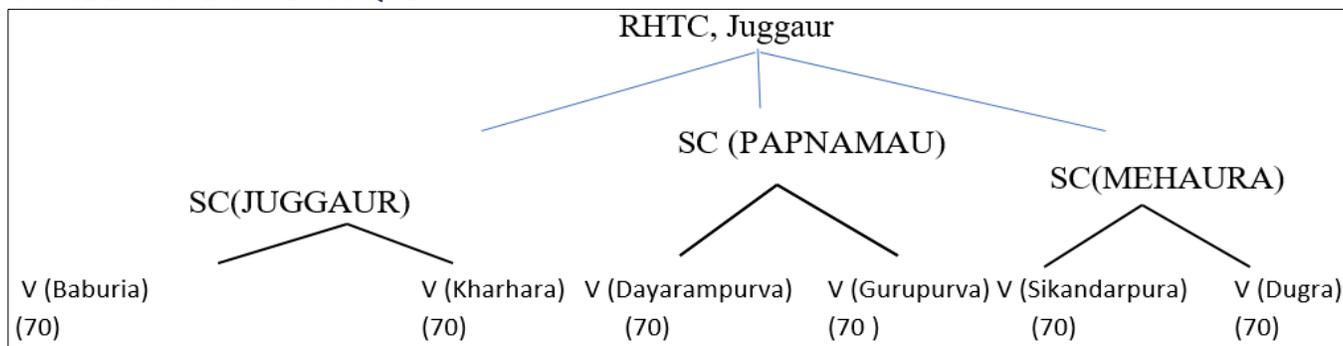 RHTC, Juggaur
SC (PAPNAMAU)
SC(MEHAURA)
SC(JUGGAUR)
V (Baburia) V (Kharhara) V (Dayarampurva) V (Gurupurva) V (Sikandarpura) V (Dugra)
(70) (70) (70) (70 ) (70) (70)